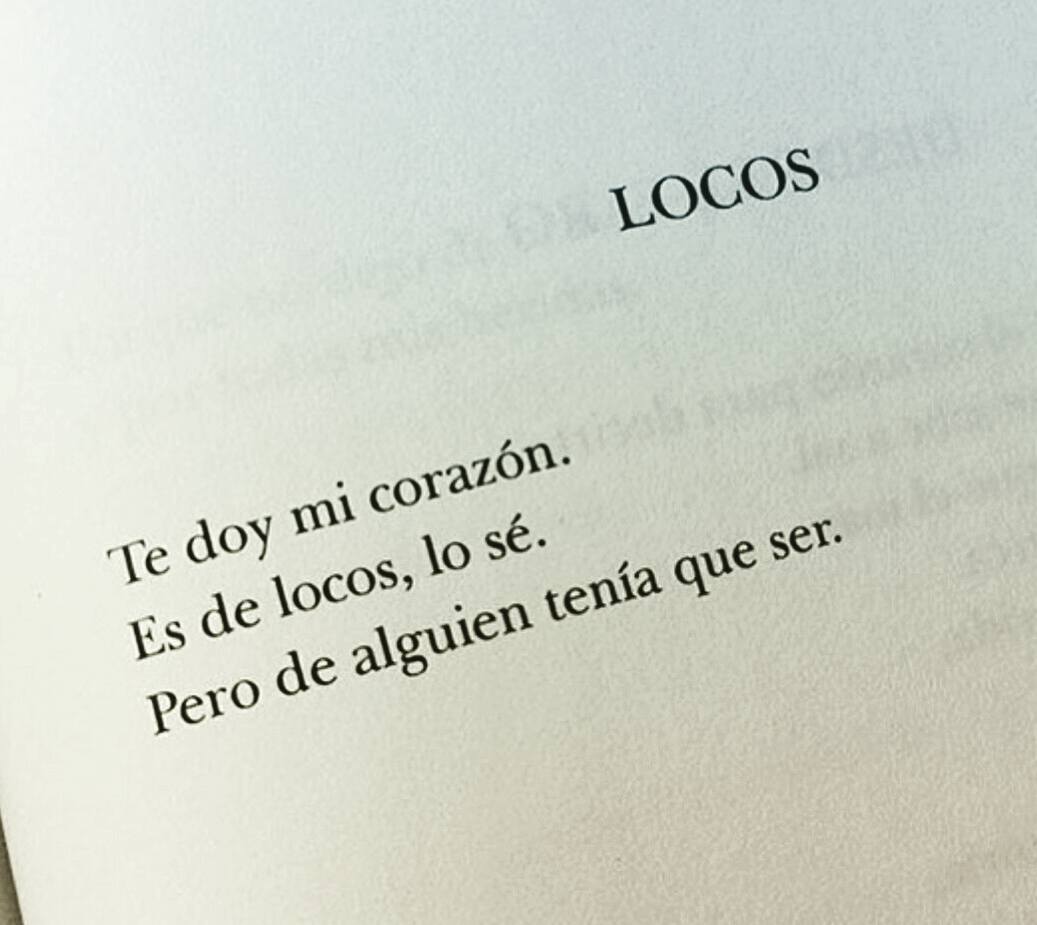 LOCOS
Te doy mi corazón.
Es de locos, lo sé.
Pero de alguien tenía que ser.